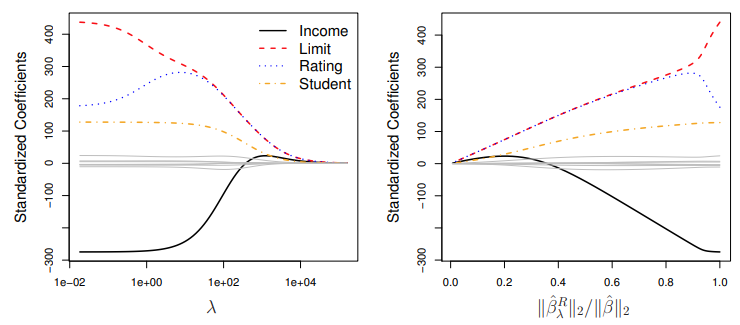 Income
Limit
Rating
Student
Standardized Coefficients
400
300
200
100
0
−100
−300
1e−02 1e+00 1e+02 1e+04
λ
Standardized Coefficients
400
300
200
100
0
−100
−300
0.0 0.2 0.4 0.6 0.8 1.0
‖β̂λᴿ‖₂/‖β̂‖₂